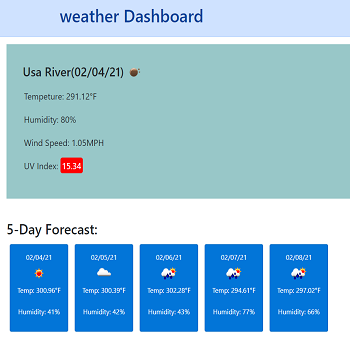 weather Dashboard
Usa River(02/04/21)
Tempeture: 291.12°F
Humidity: 80%
Wind Speed: 1.05MPH
UV Index: 15.34
5-Day Forecast:
02/04/21 02/05/21 02/06/21 02/07/21 02/08/21
Temp: 300.96°F Temp: 300.39°F Temp: 302.28°F Temp: 294.61°F Temp: 297.02°F
Humidity: 41% Humidity: 42% Humidity: 43% Humidity: 77% Humidity: 66%